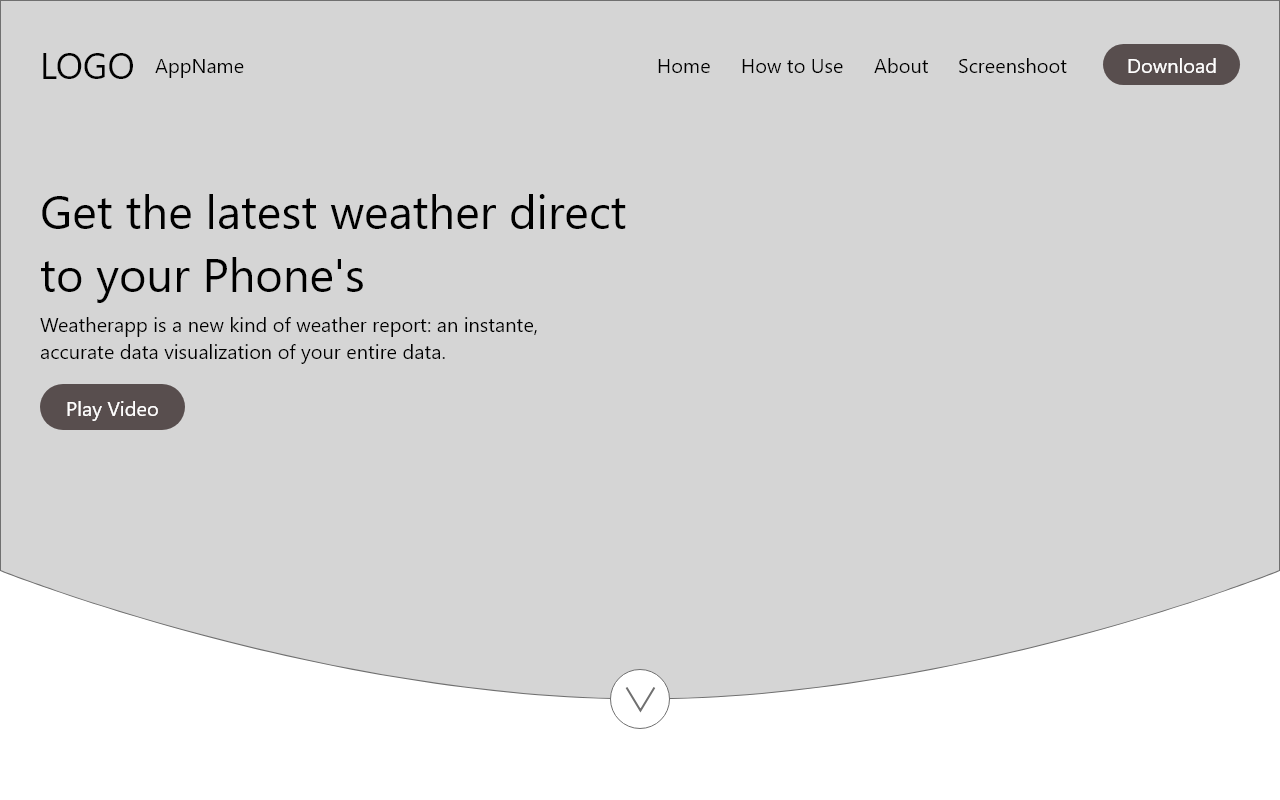 LOGO AppName Home How to Use About Screenshoot Download
Get the latest weather direct
to your Phone's
Weatherapp is a new kind of weather report: an instante,
accurate data visualization of your entire data.
Play Video